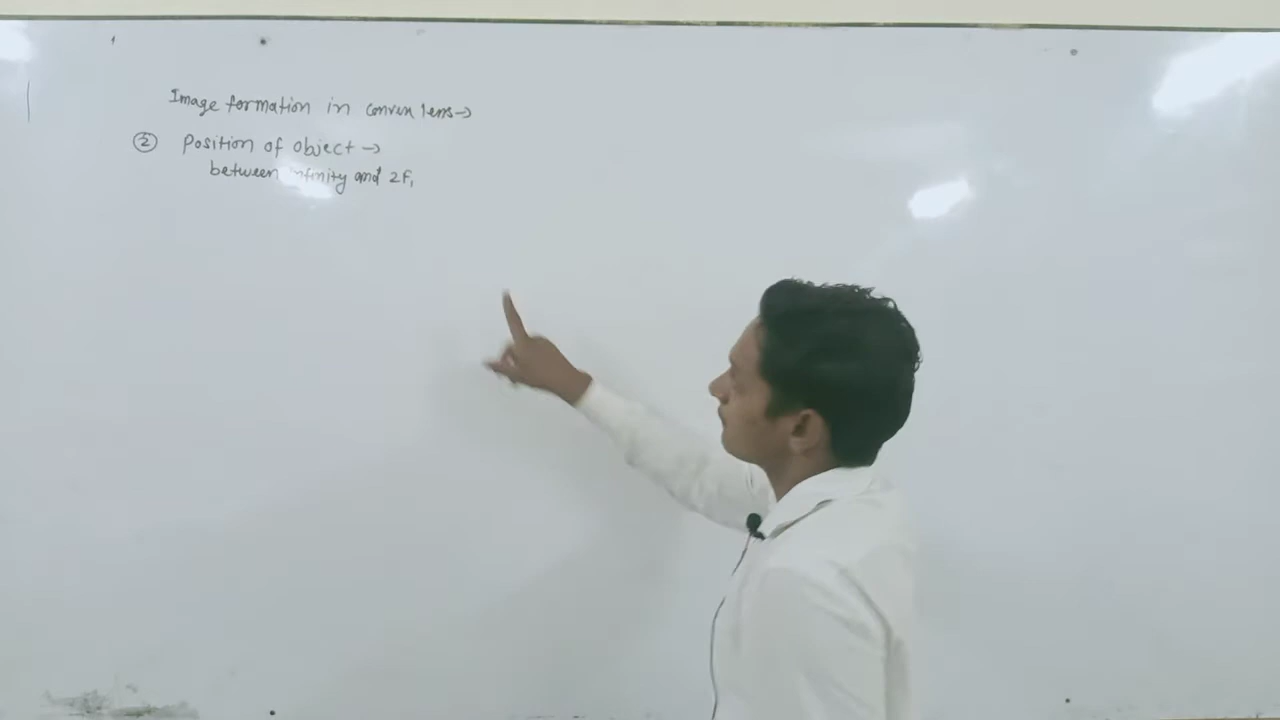 Image formation in convex lens→
② Position of object →
between infinity and 2F₁